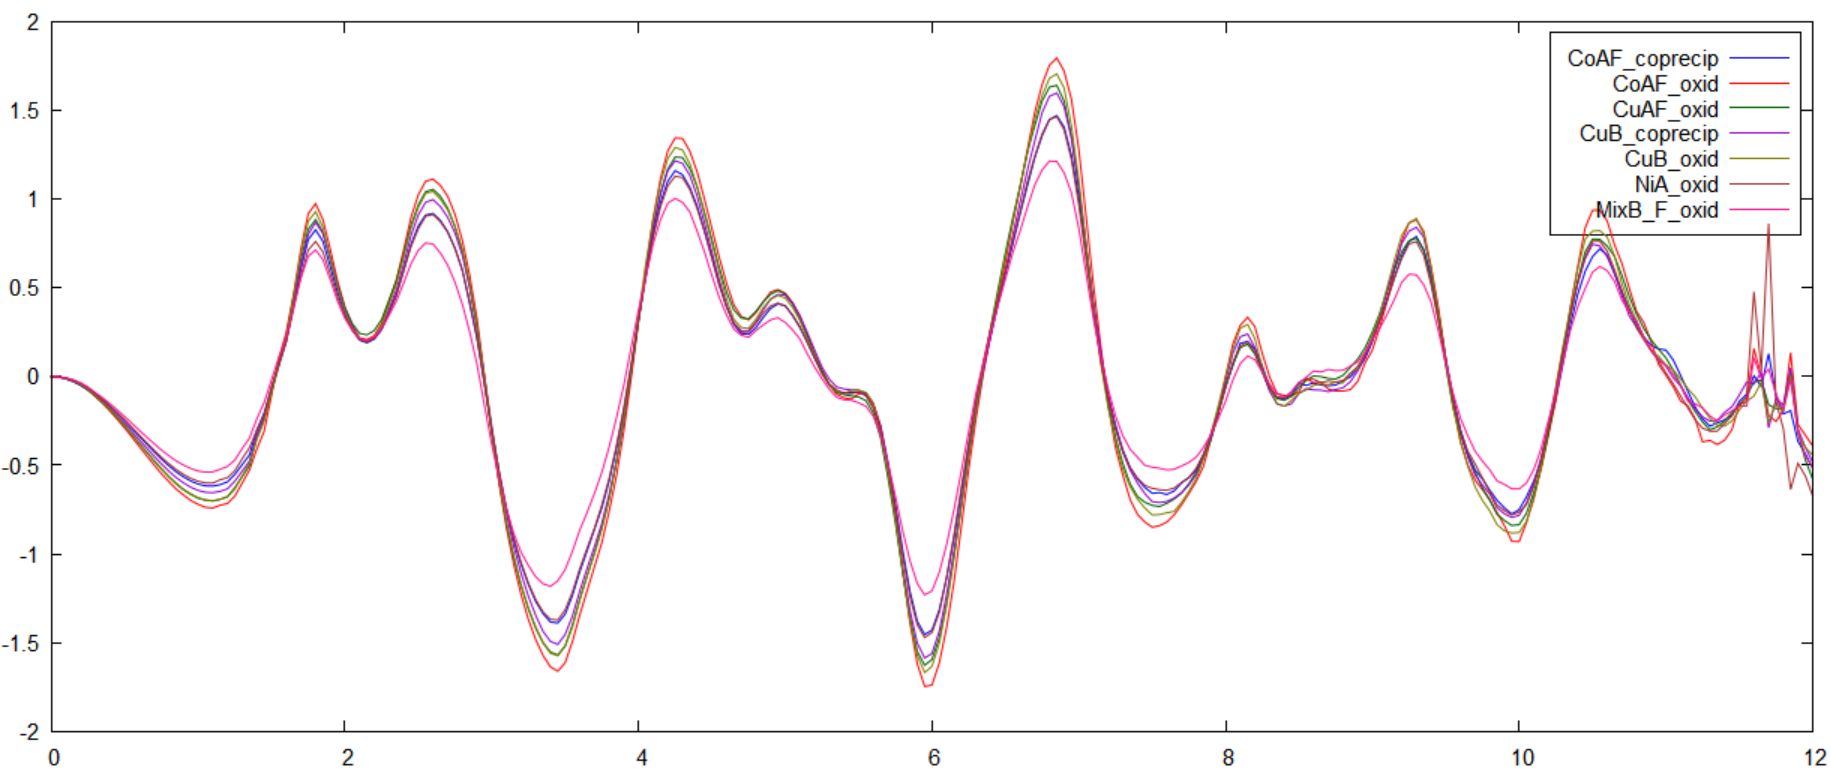 2
1.5
1
0.5
0
-0.5
-1
-1.5
-2
0 2 4 6 8 10 12
CoAF_coprecip
CoAF_oxid
CuAF_oxid
CuB_coprecip
CuB_oxid
NiA_oxid
MixB_F_oxid